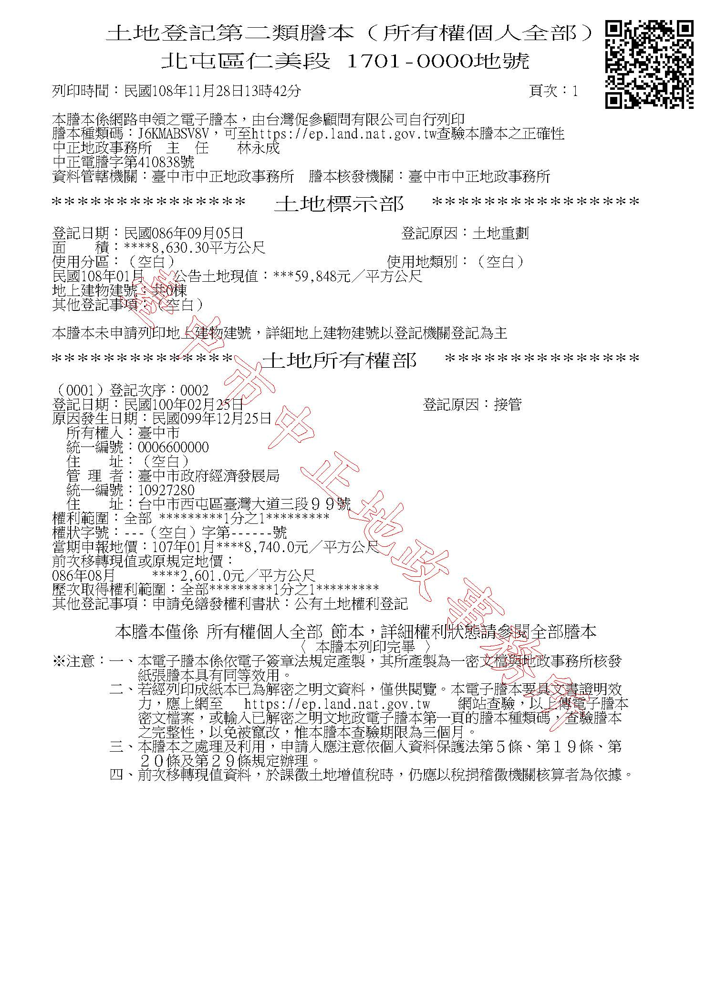 土地登記第二類謄本（所有權個人全部）
北屯區仁美段 1701-0000地號
列印時間：民國108年11月28日13時42分 頁次：1
本謄本係網路申領之電子謄本，由台灣促參顧問有限公司自行列印
謄本種類碼：J6KMABSV8V，可至https://ep.land.nat.gov.tw查驗本謄本之正確性
中正地政事務所　主　任　　林永成
中正電謄字第410838號
資料管轄機關：臺中市中正地政事務所　謄本核發機關：臺中市中正地政事務所
*************** 土地標示部 ****************
登記日期：民國086年09月05日 登記原因：土地重劃
面　　積：****8,630.30平方公尺
使用分區：（空白） 使用地類別：（空白）
民國108年01月　　公告土地現值：***59,848元／平方公尺
地上建物建號：共0棟
其他登記事項：（空白）
本謄本未申請列印地上建物建號，詳細地上建物建號以登記機關登記為主
************** 土地所有權部 ***************
（0001）登記次序：0002
登記日期：民國100年02月25日 登記原因：接管
原因發生日期：民國099年12月25日
所有權人：臺中市
統一編號：0006600000
住　　址：（空白）
管 理 者：臺中市政府經濟發展局
統一編號：10927280
住　　址：台中市西屯區臺灣大道三段９９號
權利範圍：全部 *********1分之1*********
權狀字號：---（空白）字第------號
當期申報地價：107年01月****8,740.0元／平方公尺
前次移轉現值或原規定地價：
086年08月 ****2,601.0元／平方公尺
歷次取得權利範圍：全部*********1分之1*********
其他登記事項：申請免繕發權利書狀：公有土地權利登記
本謄本僅係 所有權個人全部 節本，詳細權利狀態請參閱全部謄本
〈 本謄本列印完畢 〉
※注意：一、本電子謄本係依電子簽章法規定產製，其所產製為一密文檔與地政事務所核發
紙張謄本具有同等效用。
二、若經列印成紙本已為解密之明文資料，僅供閱覽。本電子謄本要具文書證明效
力，應上網至 https://ep.land.nat.gov.tw 網站查驗，以上傳電子謄本
密文檔案，或輸入已解密之明文地政電子謄本第一頁的謄本種類碼，查驗謄本
之完整性，以免被竄改，惟本謄本查驗期限為三個月。
三、本謄本之處理及利用，申請人應注意依個人資料保護法第５條、第１９條、第
２０條及第２９條規定辦理。
四、前次移轉現值資料，於課徵土地增值稅時，仍應以稅捐稽徵機關核算者為依據。
臺中市中正地政事務所